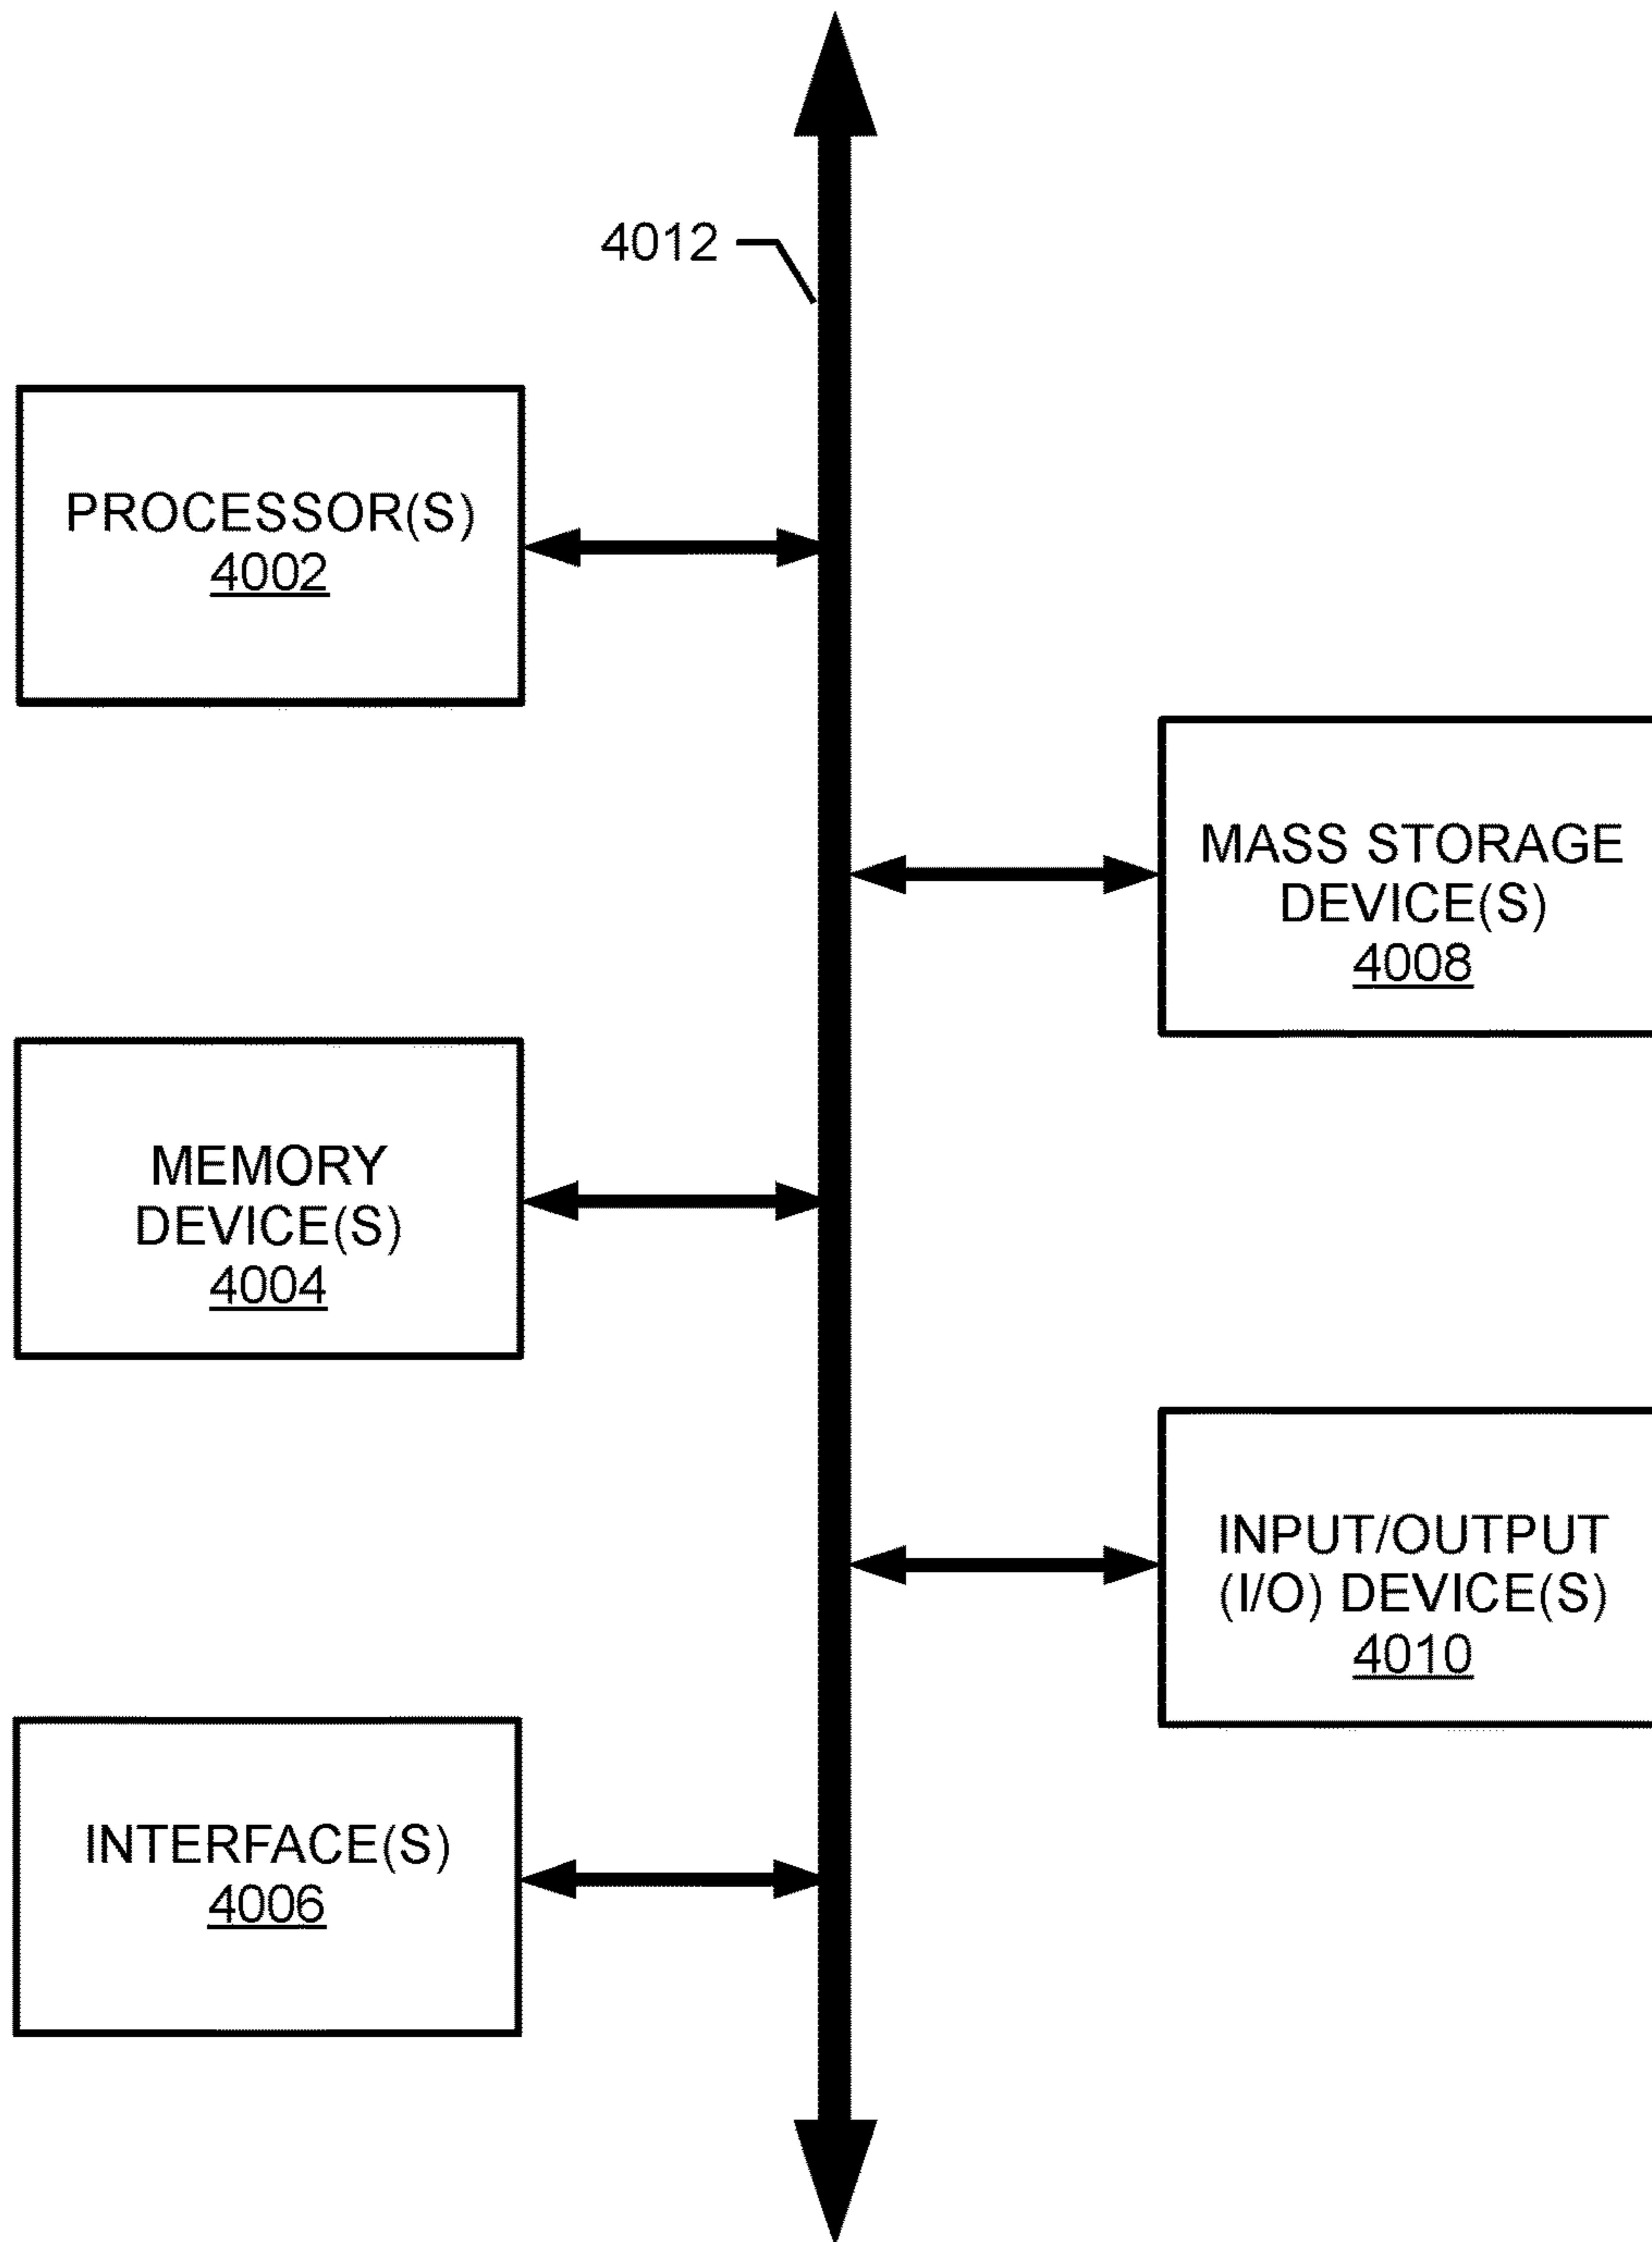 4012
PROCESSOR(S)
4002
MASS STORAGE
DEVICE(S)
4008
MEMORY
DEVICE(S)
4004
INPUT/OUTPUT
(I/O) DEVICE(S)
4010
INTERFACE(S)
4006